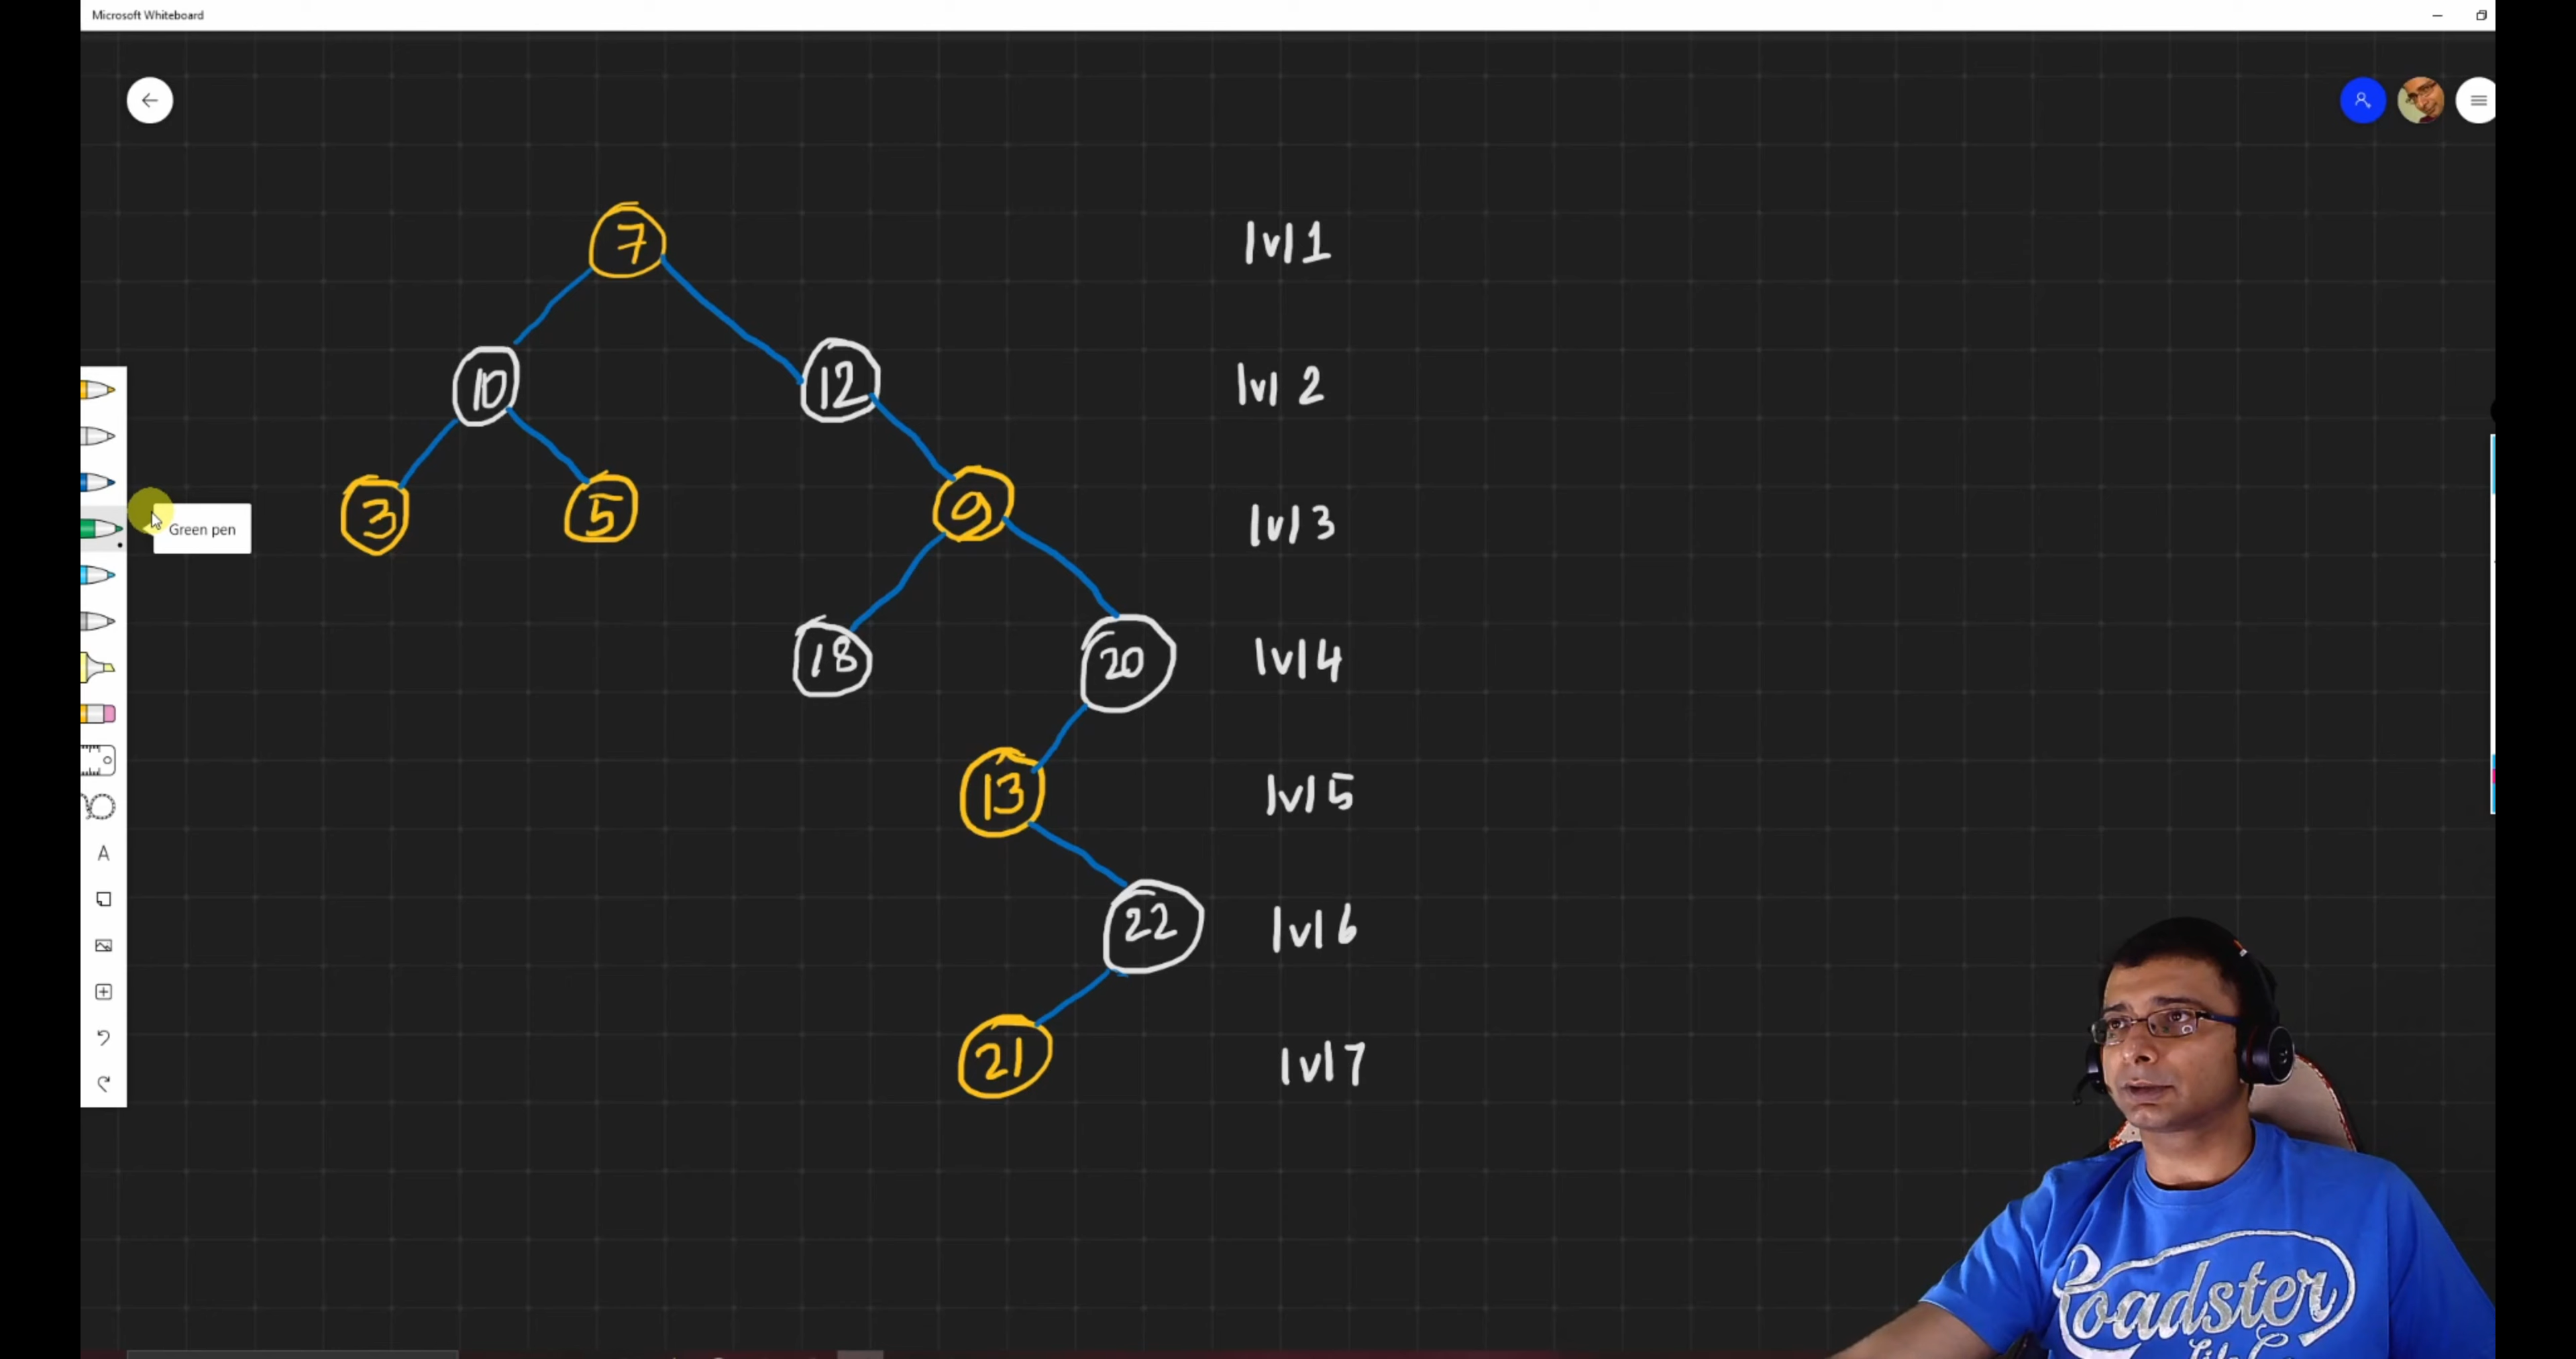 Microsoft Whiteboard
7 lvl 1
10 12 lvl 2
3 5 9 lvl 3
Green pen
18 20 lvl 4
13 lvl 5
A
22 lvl 6
21 lvl 7
Roadster